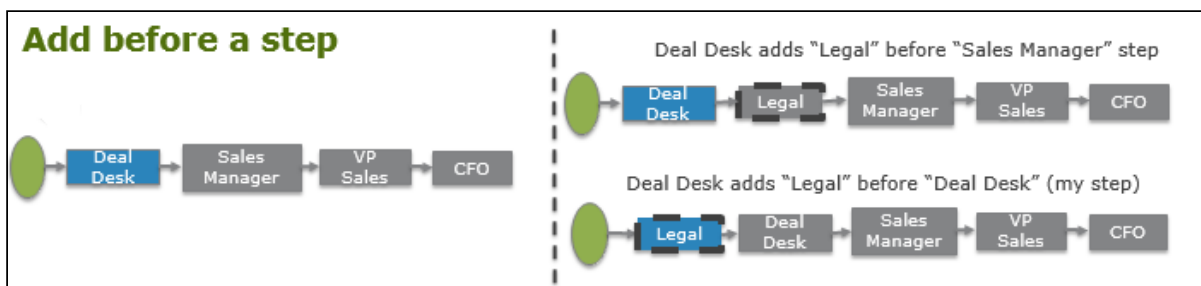 Add before a step
Deal
Desk
Sales
Manager
VP
Sales
CFO
Deal Desk adds “Legal” before “Sales Manager” step
Deal
Desk
Legal
Sales
Manager
VP
Sales
CFO
Deal Desk adds “Legal” before “Deal Desk” (my step)
Legal
Deal
Desk
Sales
Manager
VP
Sales
CFO